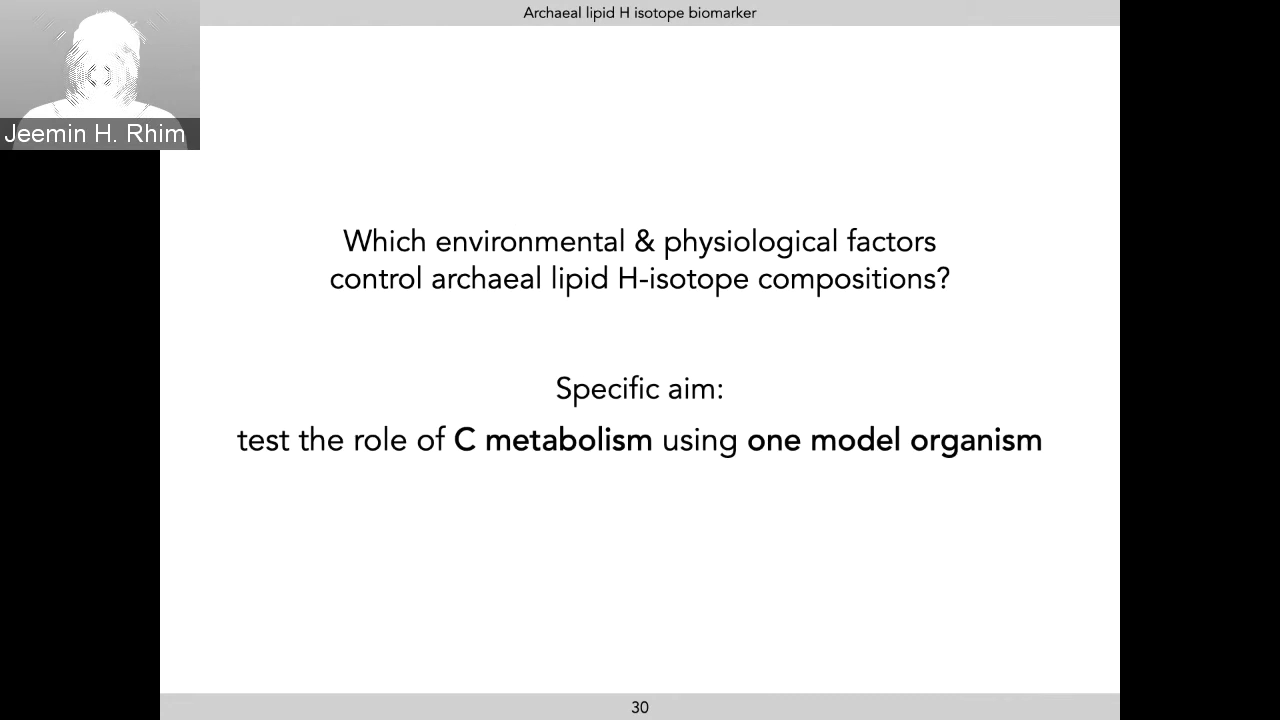 Archaeal lipid H isotope biomarker
Jeemin H. Rhim
Which environmental & physiological factors
control archaeal lipid H-isotope compositions?
Specific aim:
test the role of C metabolism using one model organism
30